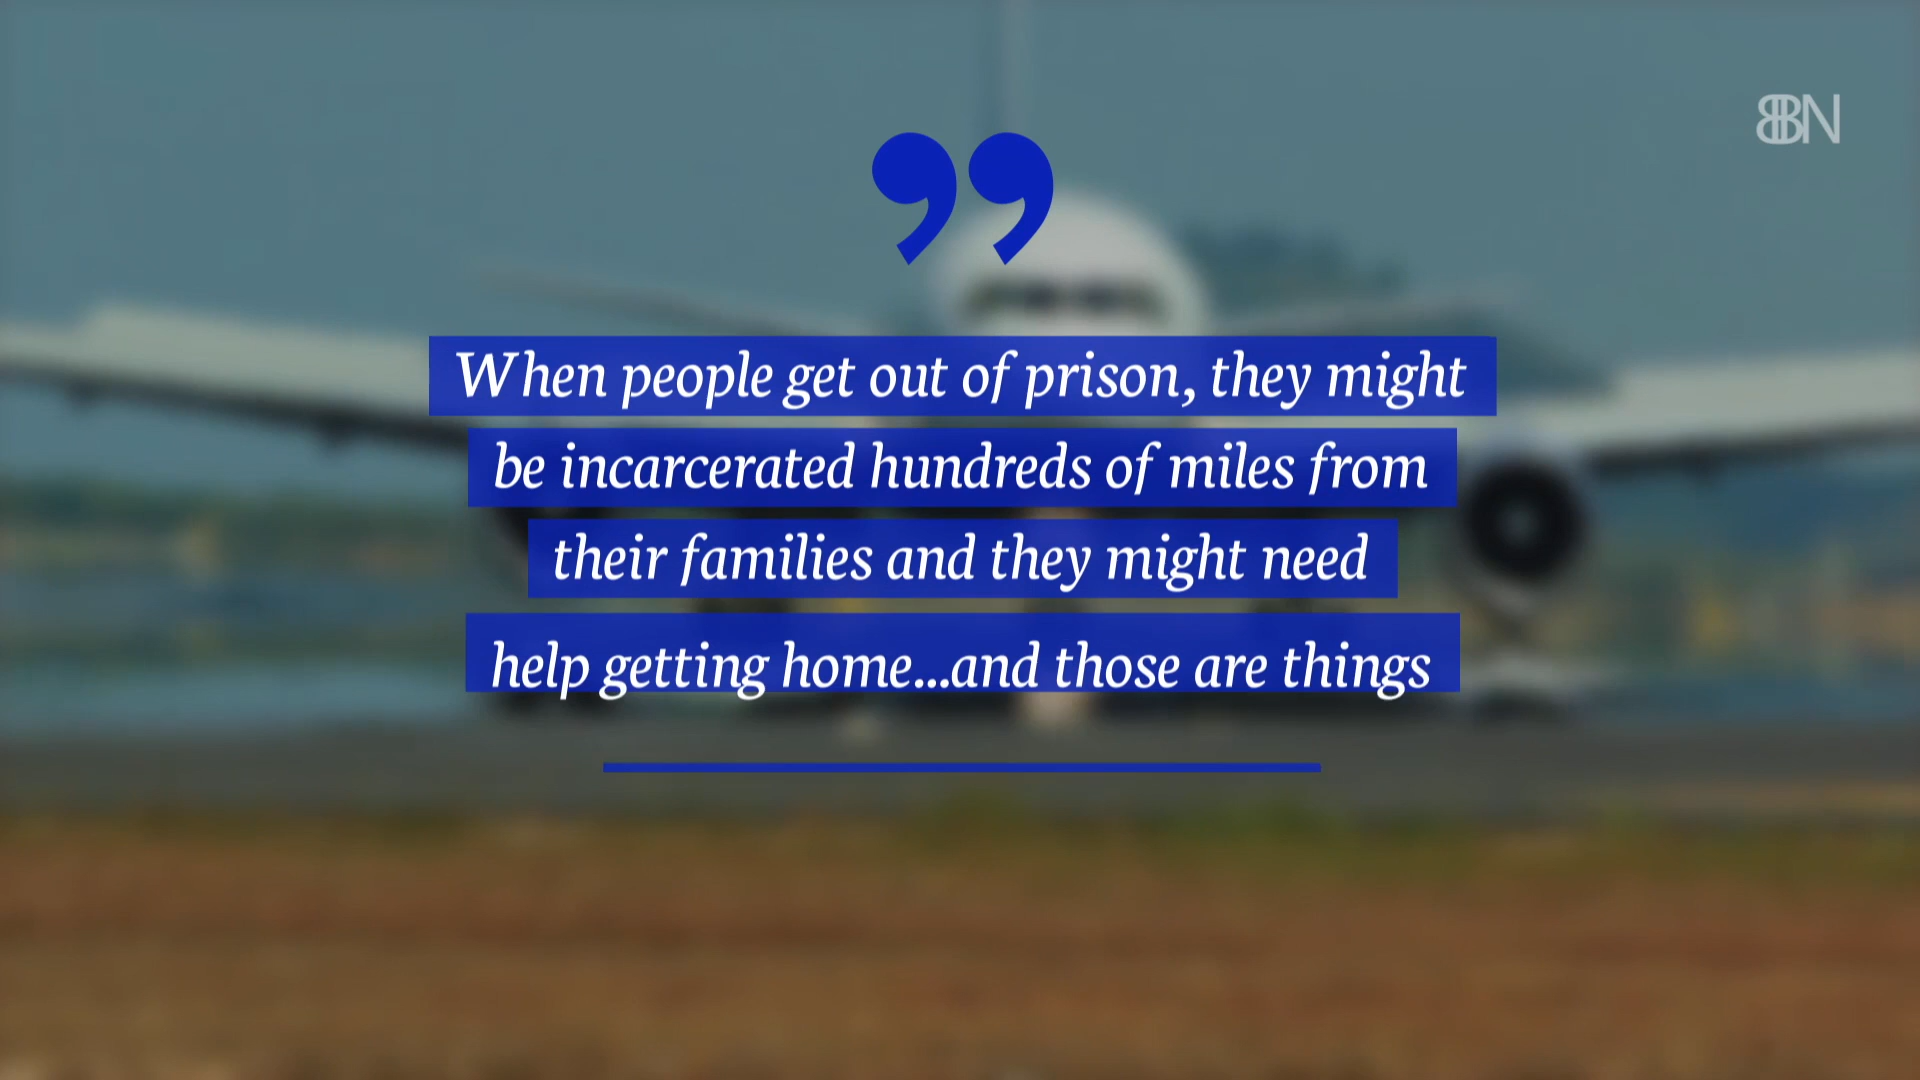 BBN
”
When people get out of prison, they might
be incarcerated hundreds of miles from
their families and they might need
help getting home...and those are things